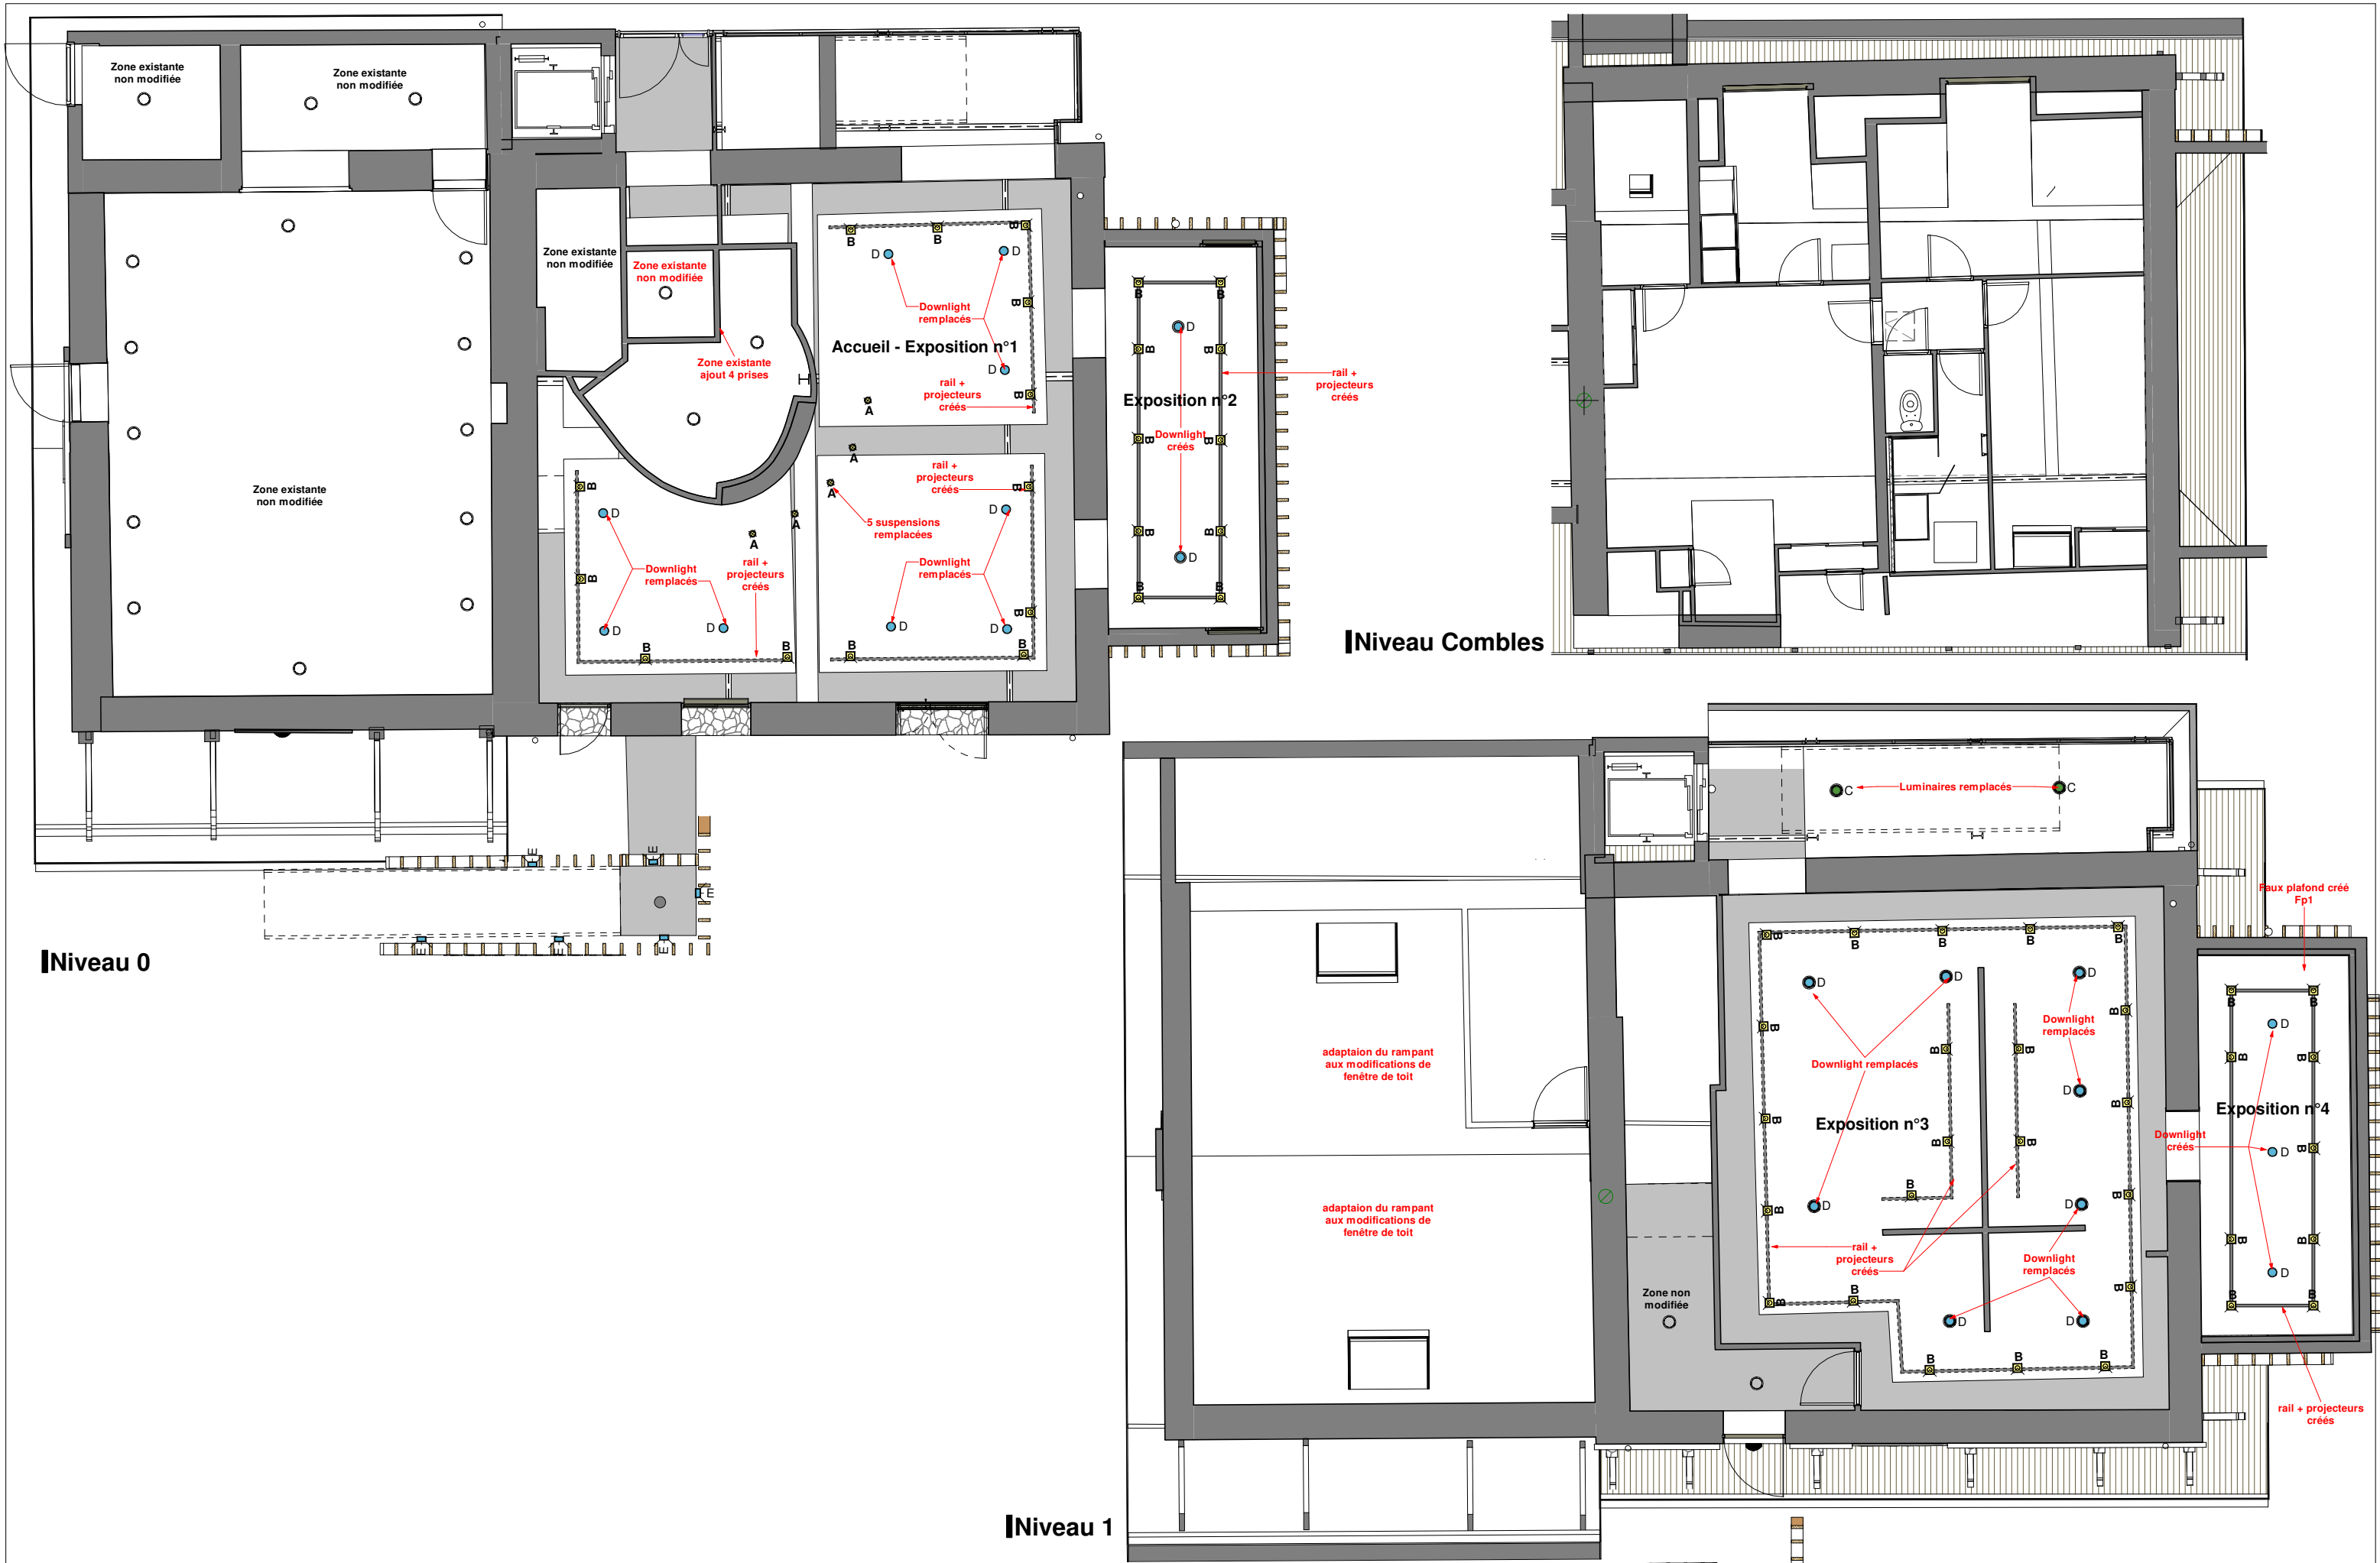 Zone existante
non modifiée
Zone existante
non modifiée
Zone existante
non modifiée
Zone existante
non modifiée
Zone existante
non modifiée
Zone existante
ajout 4 prises
B
B
B
D
D
Downlight
remplacés
B
Accueil - Exposition n°1
D
rail +
projecteurs
créés
B
A
A
A
A
A
5 suspensions
remplacées
rail +
projecteurs
créés
B
D
Downlight
remplacés
D
D
B
B
B
B
B
D
D
D
Downlight
remplacés
rail +
projecteurs
créés
B
B
B
B
D
B
B
rail +
projecteurs
créés
Exposition n°2
Downlight
créés
B
B
B
B
D
B
B
E
E
E
E
E
E
Niveau 0
Niveau Combles
C
Luminaires remplacés
C
Faux plafond créé
Fp1
B
B
B
B
B
D
D
D
B
B
Downlight
remplacés
B
B
Downlight remplacés
D
B
B
Exposition n°3
B
B
B
D
D
B
B
B
rail +
projecteurs
créés
Downlight
remplacés
B
B
B
D
D
B
B
B
Zone non
modifiée
adaptaion du rampant
aux modifications de
fenêtre de toit
adaptaion du rampant
aux modifications de
fenêtre de toit
B
B
D
B
B
Exposition n°4
Downlight
créés
D
B
B
B
D
B
B
rail + projecteurs
créés
Niveau 1